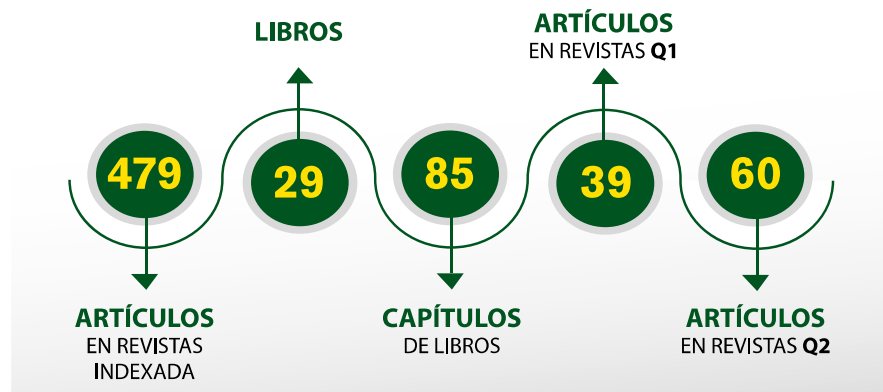 LIBROS
ARTÍCULOS
EN REVISTAS Q1
479
29
85
39
60
ARTÍCULOS
EN REVISTAS
INDEXADA
CAPÍTULOS
DE LIBROS
ARTÍCULOS
EN REVISTAS Q2